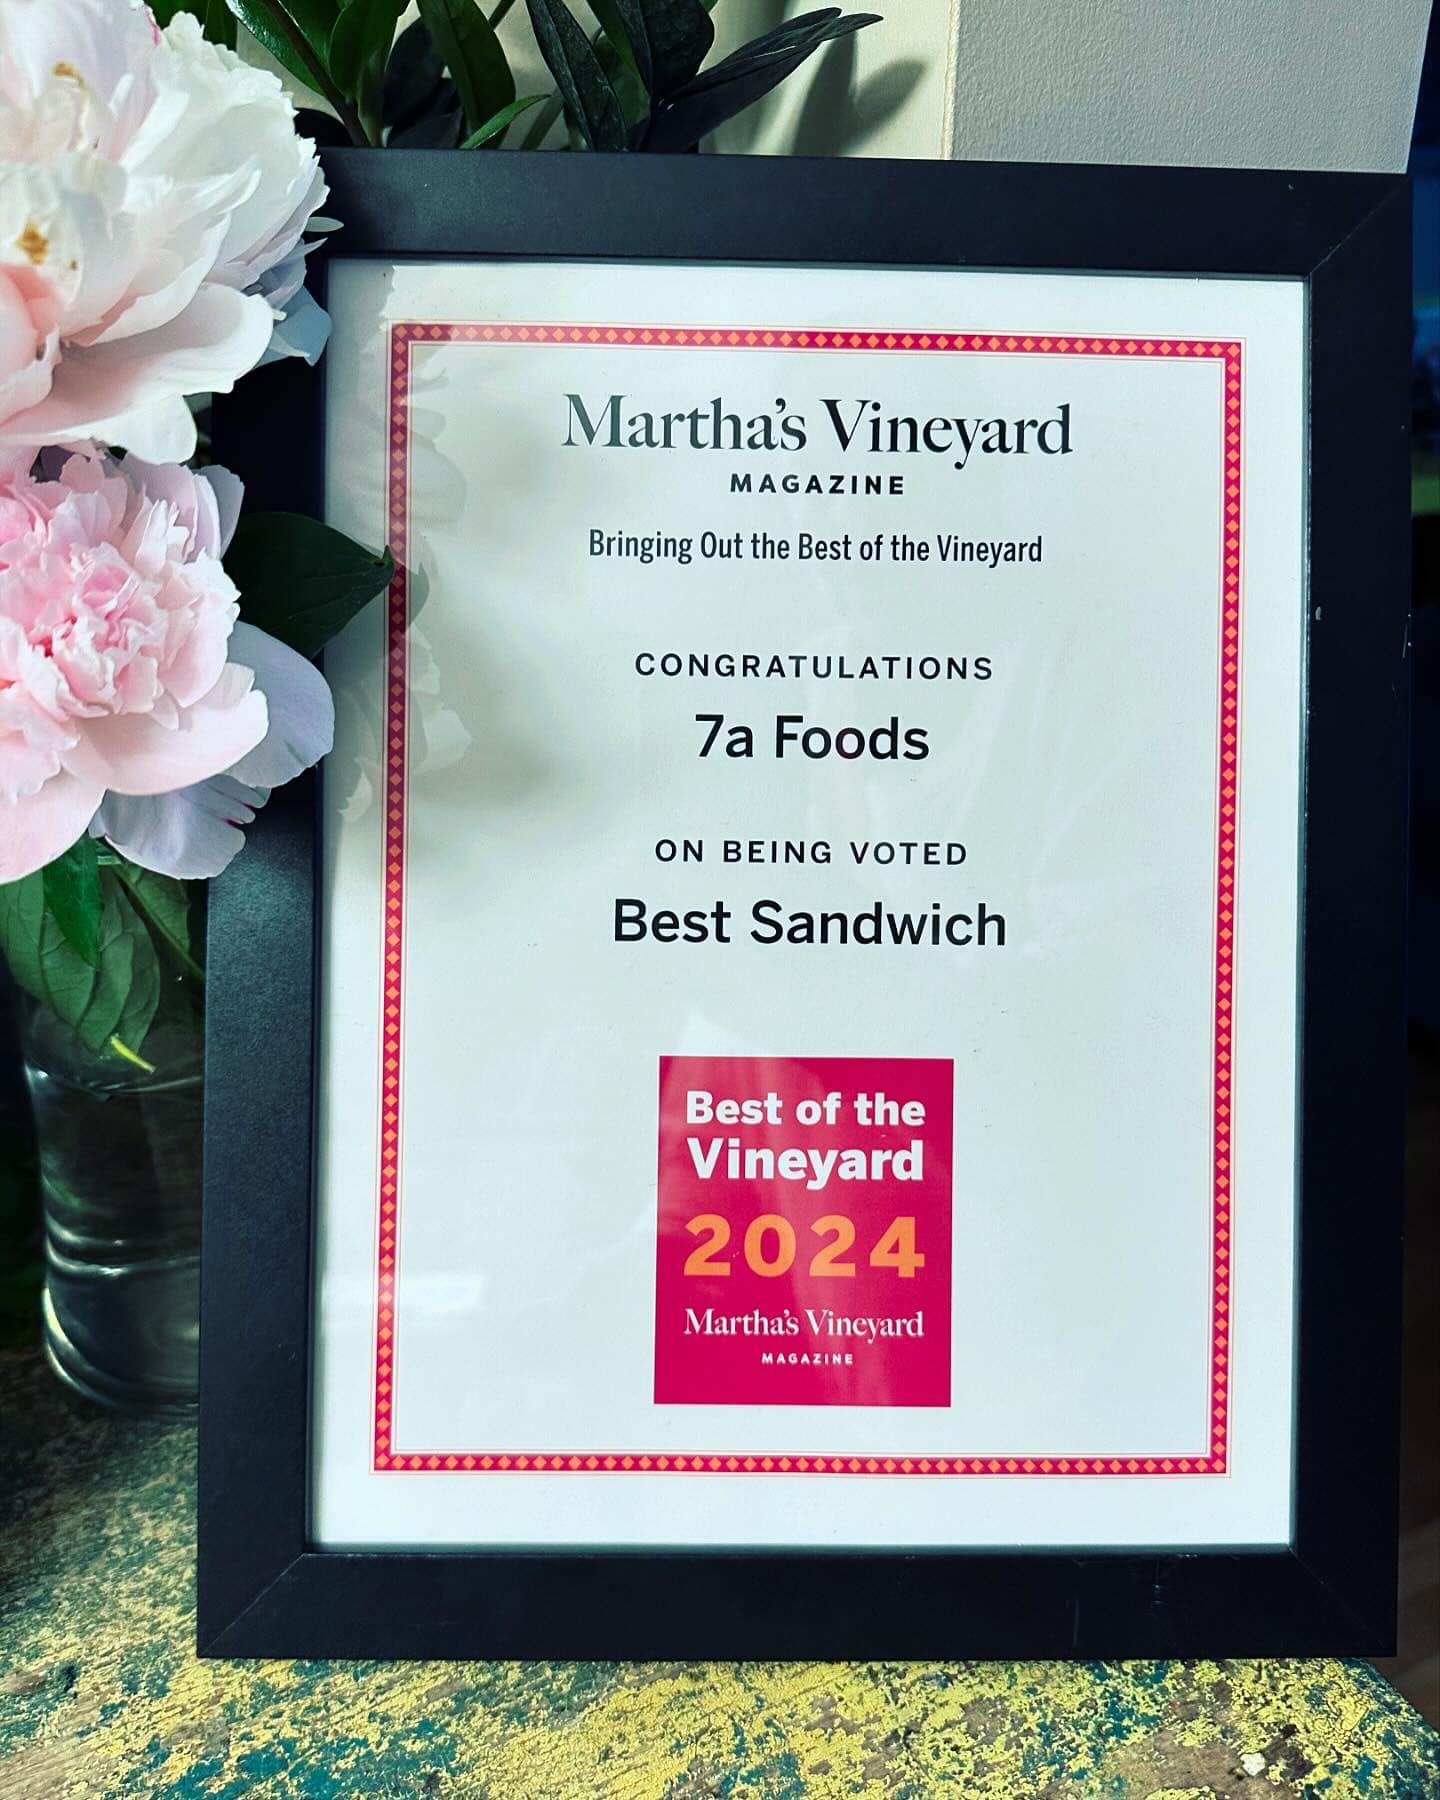 Martha's Vineyard
MAGAZINE
Bringing Out the Best of the Vineyard
CONGRATULATIONS
7a Foods
ON BEING VOTED
Best Sandwich
Best of the
Vineyard
2024
Martha's Vineyard
MAGAZINE